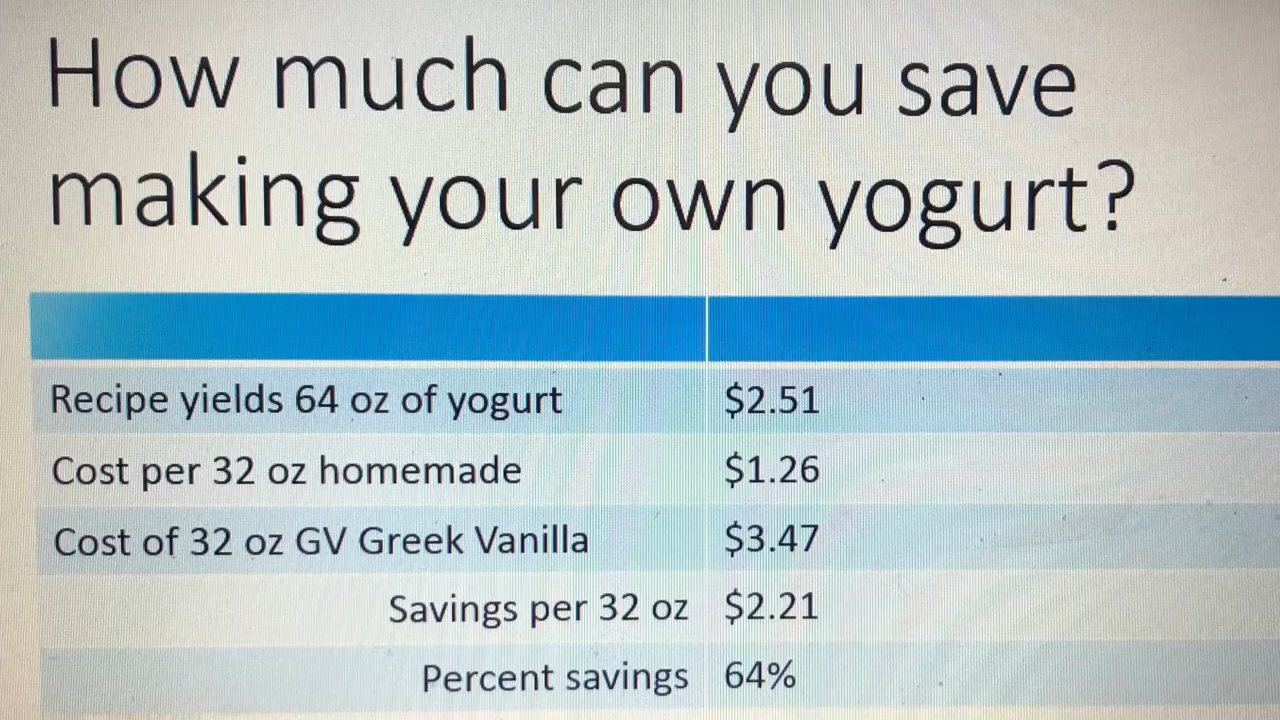 How much can you save
making your own yogurt?
Recipe yields 64 oz of yogurt $2.51
Cost per 32 oz homemade $1.26
Cost of 32 oz GV Greek Vanilla $3.47
Savings per 32 oz $2.21
Percent savings 64%